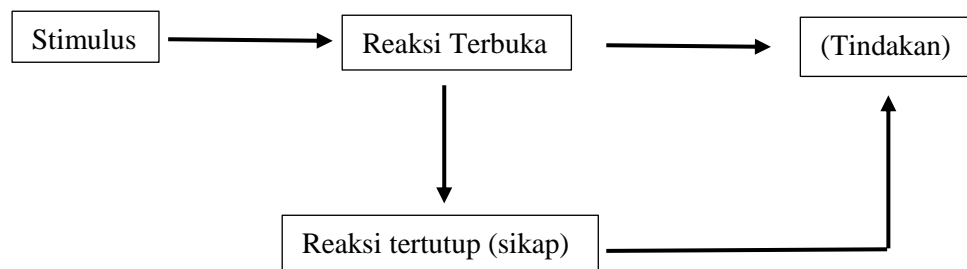 Stimulus
Reaksi Terbuka
(Tindakan)
Reaksi tertutup (sikap)